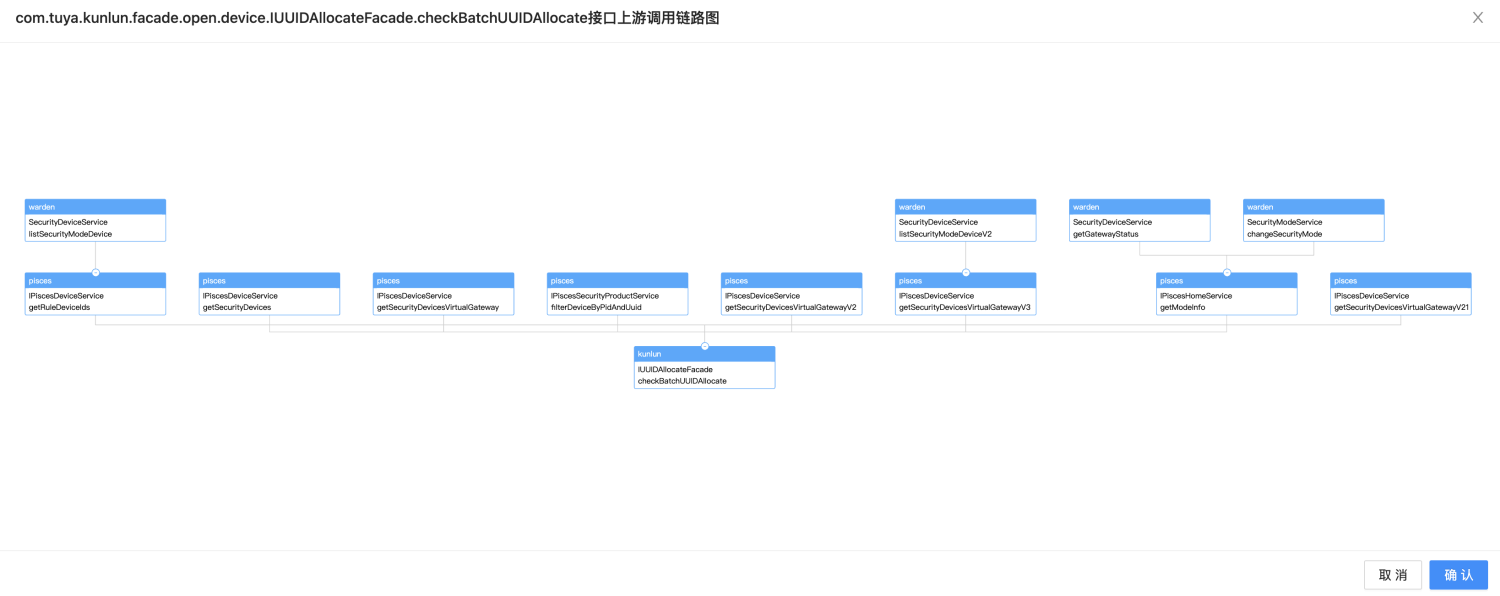 com.tuya.kunlun.facade.open.device.IUUIDAllocateFacade.checkBatchUUIDAllocate接口上游调用链路图
warden
SecurityDeviceService
listSecurityModeDevice
warden
SecurityDeviceService
listSecurityModeDeviceV2
warden
SecurityDeviceService
getGatewayStatus
warden
SecurityModeService
changeSecurityMode
pisces
IPiscesDeviceService
getRuleDeviceIds
pisces
IPiscesDeviceService
getSecurityDevices
pisces
IPiscesDeviceService
getSecurityDevicesVirtualGateway
pisces
IPiscesSecurityProductService
filterDeviceByPidAndUuid
pisces
IPiscesDeviceService
getSecurityDevicesVirtualGatewayV2
pisces
IPiscesDeviceService
getSecurityDevicesVirtualGatewayV3
pisces
IPiscesHomeService
getModeInfo
pisces
IPiscesDeviceService
getSecurityDevicesVirtualGatewayV21
kunlun
IUUIDAllocateFacade
checkBatchUUIDAllocate
取 消
确 认